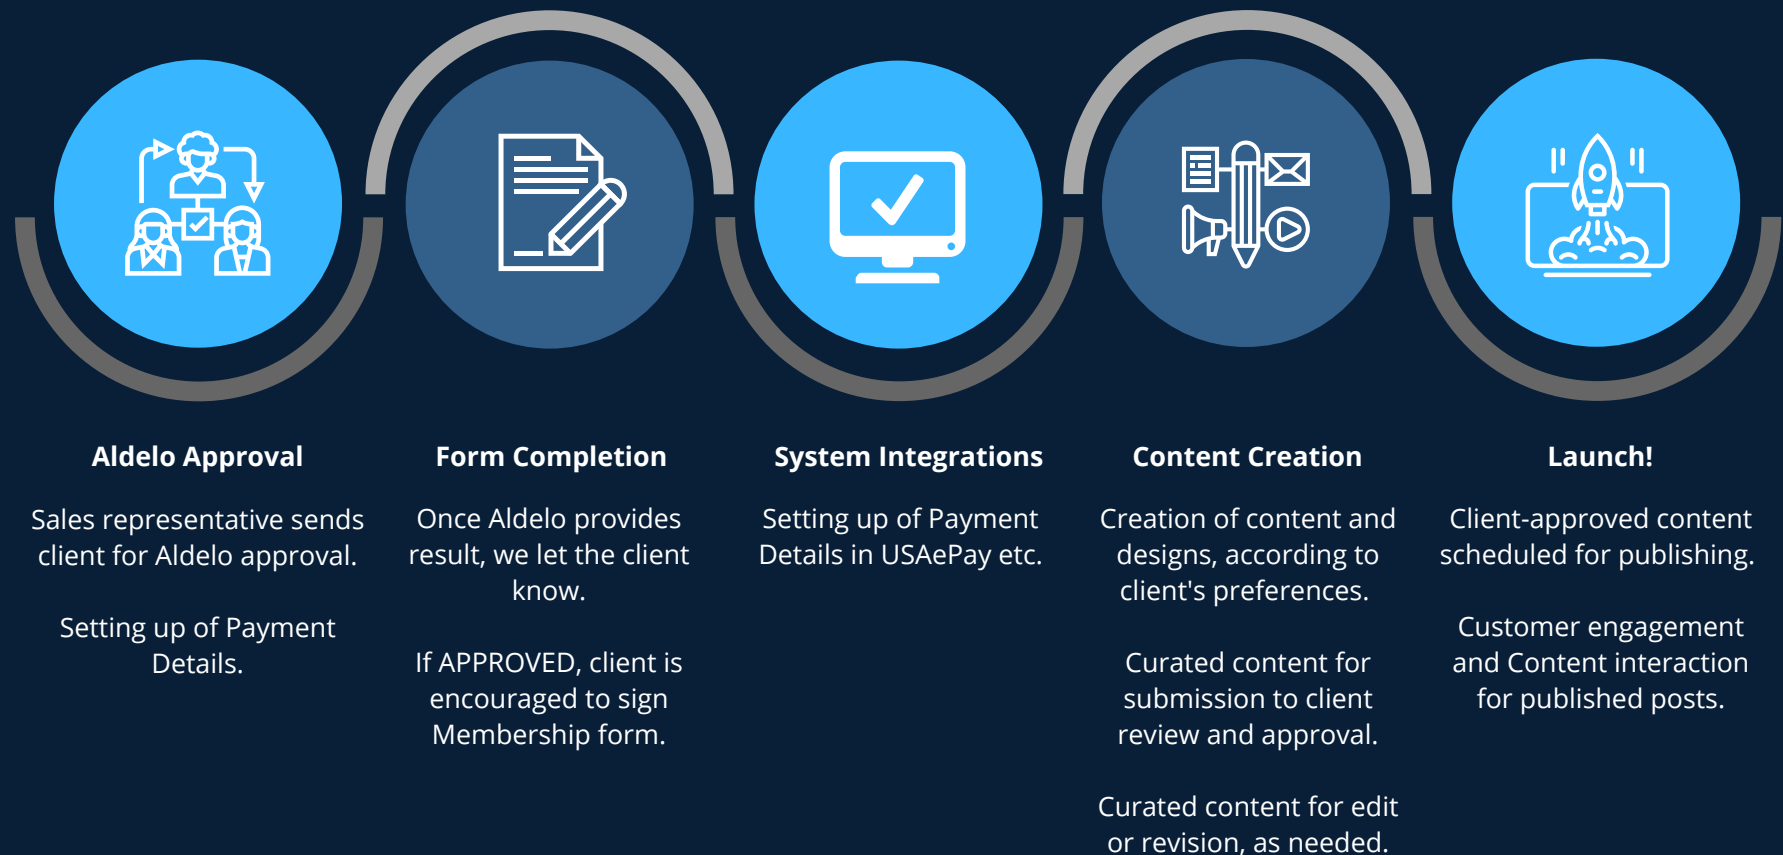 Aldelo Approval
Sales representative sends
client for Aldelo approval.
Setting up of Payment
Details.
Form Completion
Once Aldelo provides
result, we let the client
know.
If APPROVED, client is
encouraged to sign
Membership form.
System Integrations
Setting up of Payment
Details in USAePay etc.
Content Creation
Creation of content and
designs, according to
client's preferences.
Curated content for
submission to client
review and approval.
Curated content for edit
or revision, as needed.
Launch!
Client-approved content
scheduled for publishing.
Customer engagement
and Content interaction
for published posts.